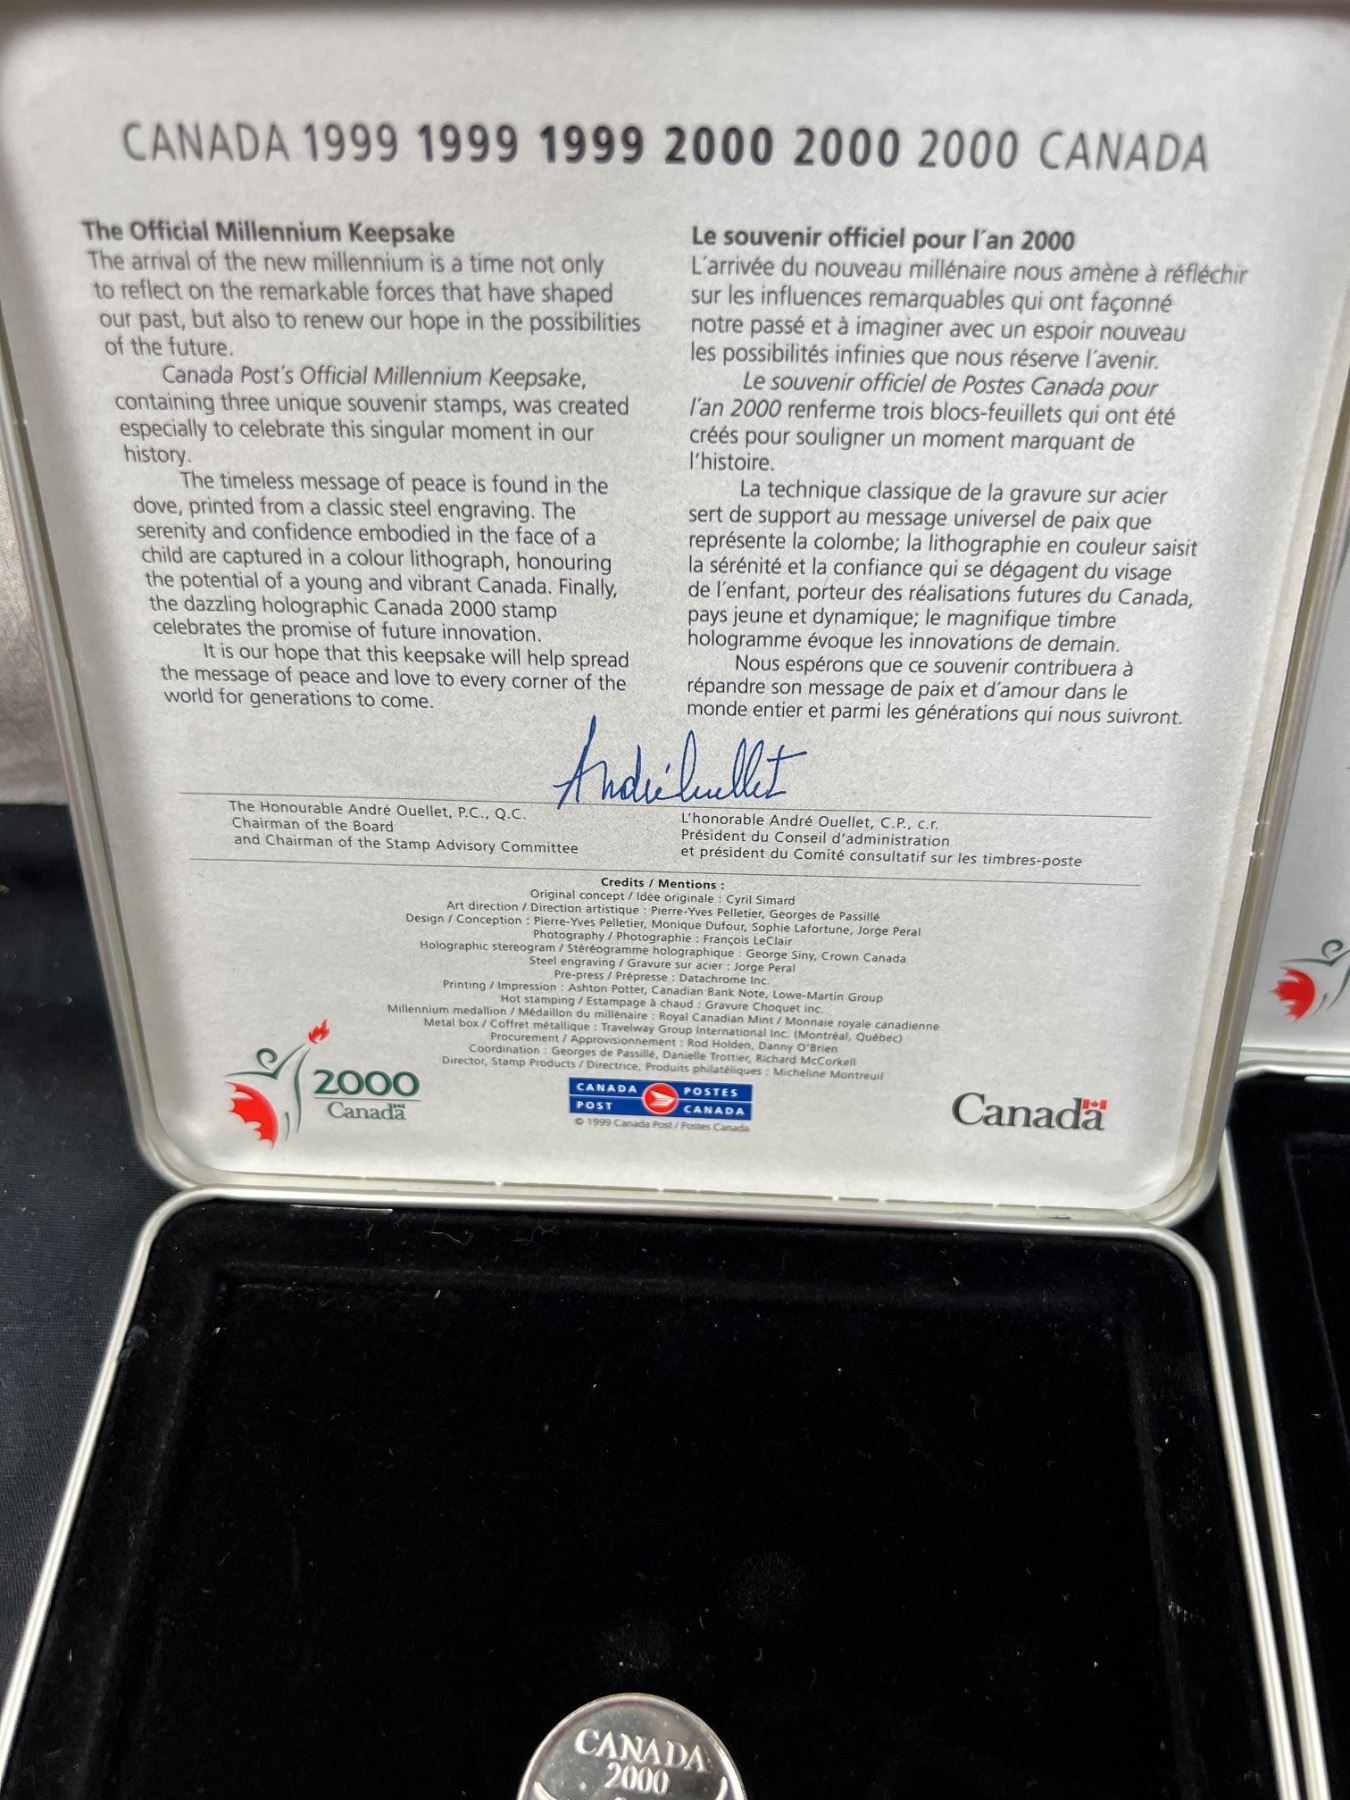 CANADA 1999 1999 1999 2000 2000 2000 CANADA
The Official Millennium Keepsake
The arrival of the new millennium is a time not only
to reflect on the remarkable forces that have shaped
our past, but also to renew our hope in the possibilities
of the future.
Canada Post's Official Millennium Keepsake,
containing three unique souvenir stamps, was created
especially to celebrate this singular moment in our
history.
The timeless message of peace is found in the
dove, printed from a classic steel engraving. The
serenity and confidence embodied in the face of a
child are captured in a colour lithograph, honouring
the potential of a young and vibrant Canada. Finally,
the dazzling holographic Canada 2000 stamp
celebrates the promise of future innovation.
It is our hope that this keepsake will help spread
the message of peace and love to every corner of the
world for generations to come.
Le souvenir officiel pour l'an 2000
L'arrivée du nouveau millénaire nous amène à réfléchir
sur les influences remarquables qui ont façonné
notre passé et à imaginer avec un espoir nouveau
les possibilités infinies que nous réserve l'avenir.
Le souvenir officiel de Postes Canada pour
l'an 2000 renferme trois blocs-feuillets qui ont été
créés pour souligner un moment marquant de
l'histoire.
La technique classique de la gravure sur acier
sert de support au message universel de paix que
représente la colombe; la lithographie en couleur saisit
la sérénité et la confiance qui se dégagent du visage
de l'enfant, porteur des réalisations futures du Canada,
pays jeune et dynamique; le magnifique timbre
hologramme évoque les innovations de demain.
Nous espérons que ce souvenir contribuera à
répandre son message de paix et d'amour dans le
monde entier et parmi les générations qui nous suivront.
André Ouellet
The Honourable André Ouellet, P.C., Q.C.
Chairman of the Board
and Chairman of the Stamp Advisory Committee
L'honorable André Ouellet, C.P., c.r.
Président du Conseil d'administration
et président du Comité consultatif sur les timbres-poste
Credits / Mentions :
Original concept / Idée originale : Cyril Simard
Art direction / Direction artistique : Pierre-Yves Pelletier, Georges de Passillé
Design / Conception : Pierre-Yves Pelletier, Monique Dufour, Sophie Lafortune, Jorge Peral
Photography / Photographie : François LeClair
Holographic stereogram / Stéréogramme holographique : George Siny, Crown Canada
Steel engraving / Gravure sur acier : Jorge Peral
Pre-press / Prépresse : Datachrome Inc.
Printing / Impression : Ashton Potter, Canadian Bank Note, Lowe-Martin Group
Hot stamping / Estampage à chaud : Gravure Choquet inc.
Millennium medallion / Médaillon du millénaire : Royal Canadian Mint / Monnaie royale canadienne
Metal box / Coffret métallique : Travelway Group International Inc. (Montréal, Québec)
Procurement / Approvisionnement : Rod Holden, Danny O'Brien
Coordination : Georges de Passillé, Danielle Trottier, Richard McCorkell
Director, Stamp Products / Directrice, Produits philatéliques : Micheline Montreuil
2000
Canada
CANADA POSTES
POST CANADA
© 1999 Canada Post / Postes Canada
Canada
CANADA
2000